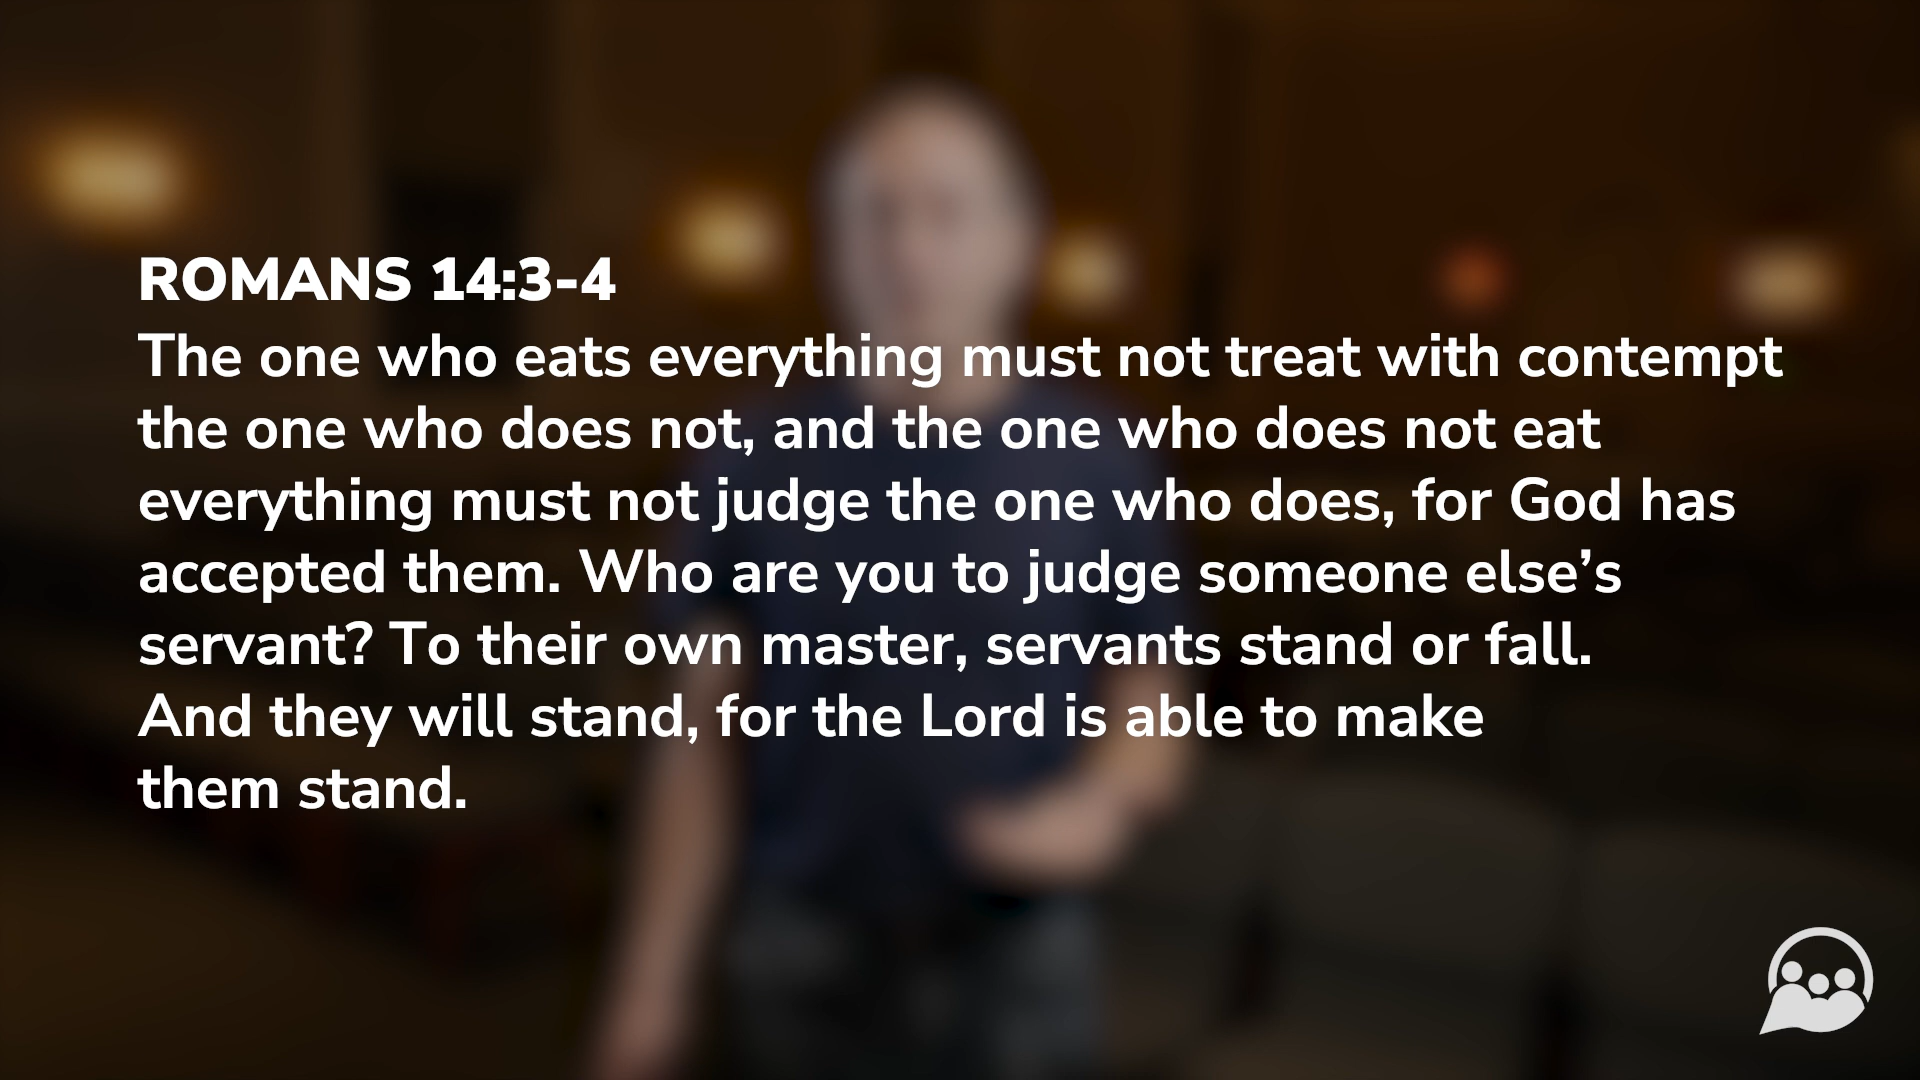 ROMANS 14:3-4
The one who eats everything must not treat with contempt
the one who does not, and the one who does not eat
everything must not judge the one who does, for God has
accepted them. Who are you to judge someone else’s
servant? To their own master, servants stand or fall.
And they will stand, for the Lord is able to make
them stand.